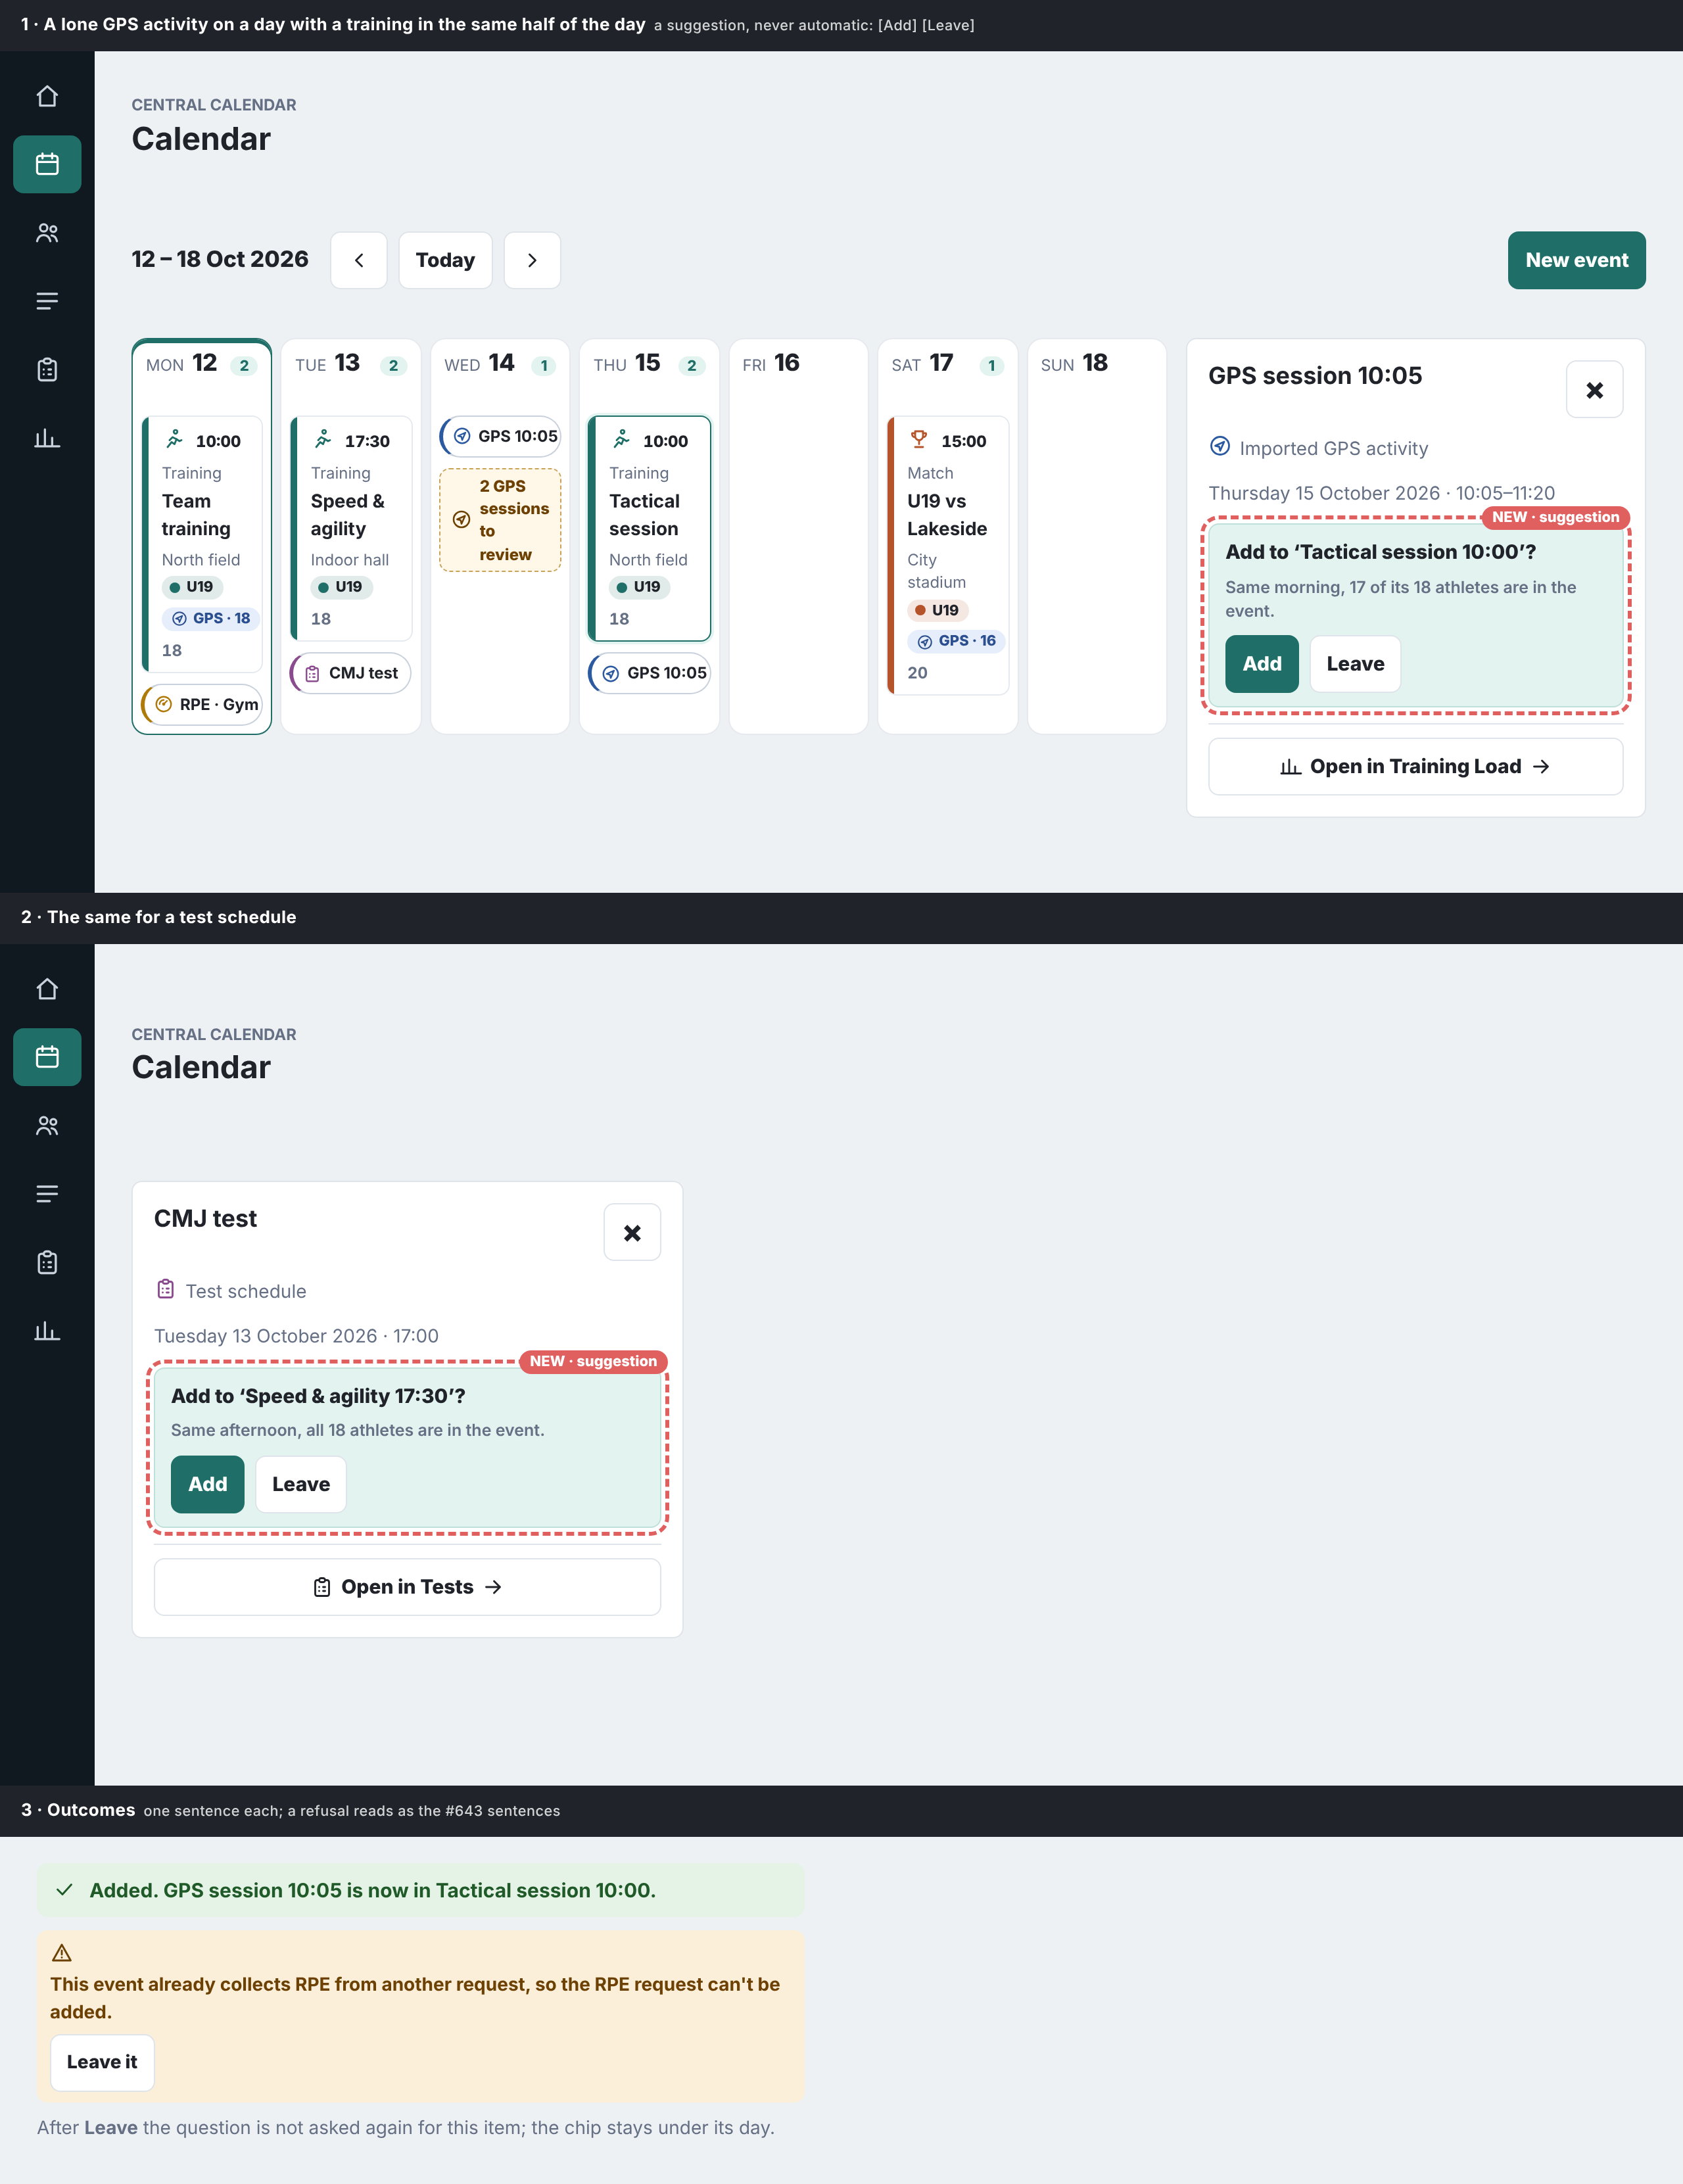 1 · A lone GPS activity on a day with a training in the same half of the day a suggestion, never automatic: [Add] [Leave]
CENTRAL CALENDAR
Calendar
12 – 18 Oct 2026
Today
New event
MON 12 2
10:00
Training
Team
training
North field
U19
GPS · 18
18
RPE · Gym
TUE 13 2
17:30
Training
Speed &
agility
Indoor hall
U19
18
CMJ test
WED 14 1
GPS 10:05
2 GPS
sessions
to
review
THU 15 2
10:00
Training
Tactical
session
North field
U19
18
GPS 10:05
FRI 16
SAT 17 1
15:00
Match
U19 vs
Lakeside
City
stadium
U19
GPS · 16
20
SUN 18
GPS session 10:05
Imported GPS activity
Thursday 15 October 2026 · 10:05–11:20
NEW · suggestion
Add to ‘Tactical session 10:00’?
Same morning, 17 of its 18 athletes are in the
event.
Add
Leave
Open in Training Load →
2 · The same for a test schedule
CENTRAL CALENDAR
Calendar
CMJ test
Test schedule
Tuesday 13 October 2026 · 17:00
NEW · suggestion
Add to ‘Speed & agility 17:30’?
Same afternoon, all 18 athletes are in the event.
Add
Leave
Open in Tests →
3 · Outcomes one sentence each; a refusal reads as the #643 sentences
Added. GPS session 10:05 is now in Tactical session 10:00.
This event already collects RPE from another request, so the RPE request can't be
added.
Leave it
After Leave the question is not asked again for this item; the chip stays under its day.